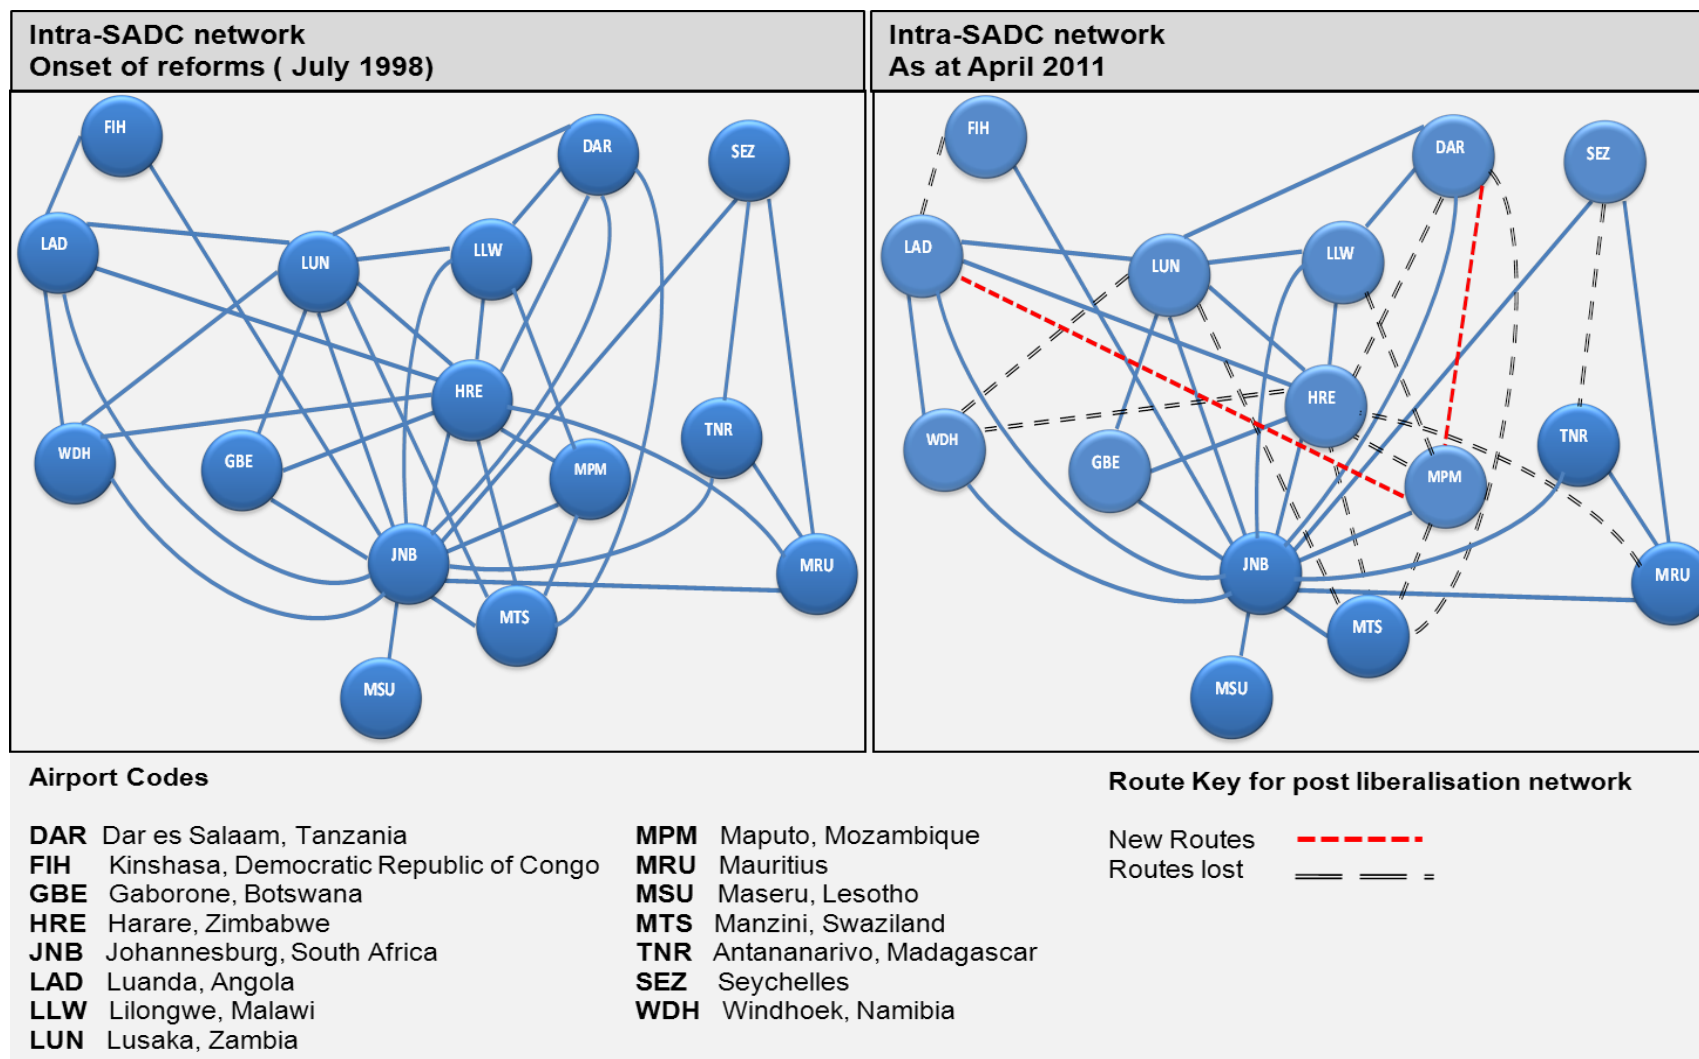 Intra-SADC network
Onset of reforms ( July 1998)
Intra-SADC network
As at April 2011
FIH
DAR
SEZ
LAD
LUN
LLW
HRE
WDH
GBE
TNR
MPM
JNB
MRU
MTS
MSU
FIH
DAR
SEZ
LAD
LUN
LLW
HRE
WDH
GBE
TNR
MPM
JNB
MRU
MTS
MSU
Airport Codes
DAR Dar es Salaam, Tanzania
FIH Kinshasa, Democratic Republic of Congo
GBE Gaborone, Botswana
HRE Harare, Zimbabwe
JNB Johannesburg, South Africa
LAD Luanda, Angola
LLW Lilongwe, Malawi
LUN Lusaka, Zambia
MPM Maputo, Mozambique
MRU Mauritius
MSU Maseru, Lesotho
MTS Manzini, Swaziland
TNR Antananarivo, Madagascar
SEZ Seychelles
WDH Windhoek, Namibia
Route Key for post liberalisation network
New Routes
Routes lost